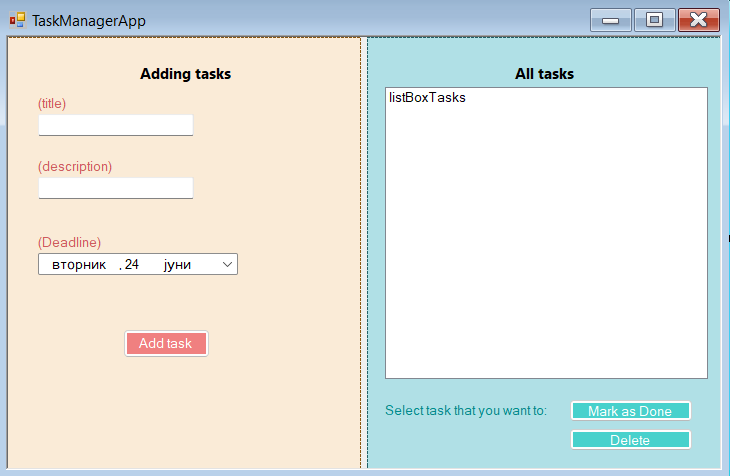 TaskManagerApp
Adding tasks
(title)
(description)
(Deadline)
вторник , 24 јуни
Add task
All tasks
listBoxTasks
Select task that you want to:
Mark as Done
Delete